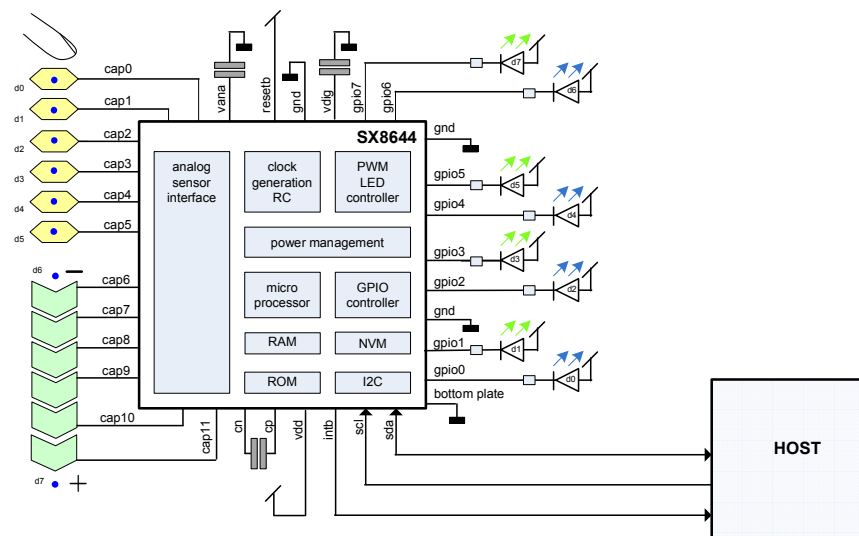 cap0
d0
cap1
d1
cap2
d2
cap3
d3
cap4
d4
cap5
d5
d6
−
cap6
cap7
cap8
cap9
cap10
cap11
d7
+
vana
resetb
gnd
vdig
gpio7
gpio6
SX8644
analog
sensor
interface
clock
generation
RC
PWM
LED
controller
power management
micro
processor
GPIO
controller
RAM
NVM
ROM
I2C
d7
d6
gnd
gpio5
d5
gpio4
d4
gpio3
d3
gpio2
d2
gnd
gpio1
d1
gpio0
d0
bottom plate
cn
cp
vdd
intb
scl
sda
HOST